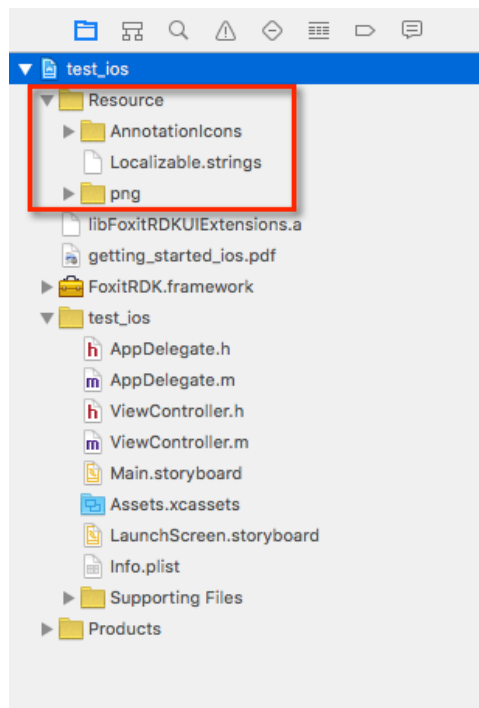 test_ios
Resource
AnnotationIcons
Localizable.strings
png
libFoxitRDKUIExtensions.a
getting_started_ios.pdf
FoxitRDK.framework
test_ios
h AppDelegate.h
m AppDelegate.m
h ViewController.h
m ViewController.m
Main.storyboard
Assets.xcassets
LaunchScreen.storyboard
Info.plist
Supporting Files
Products